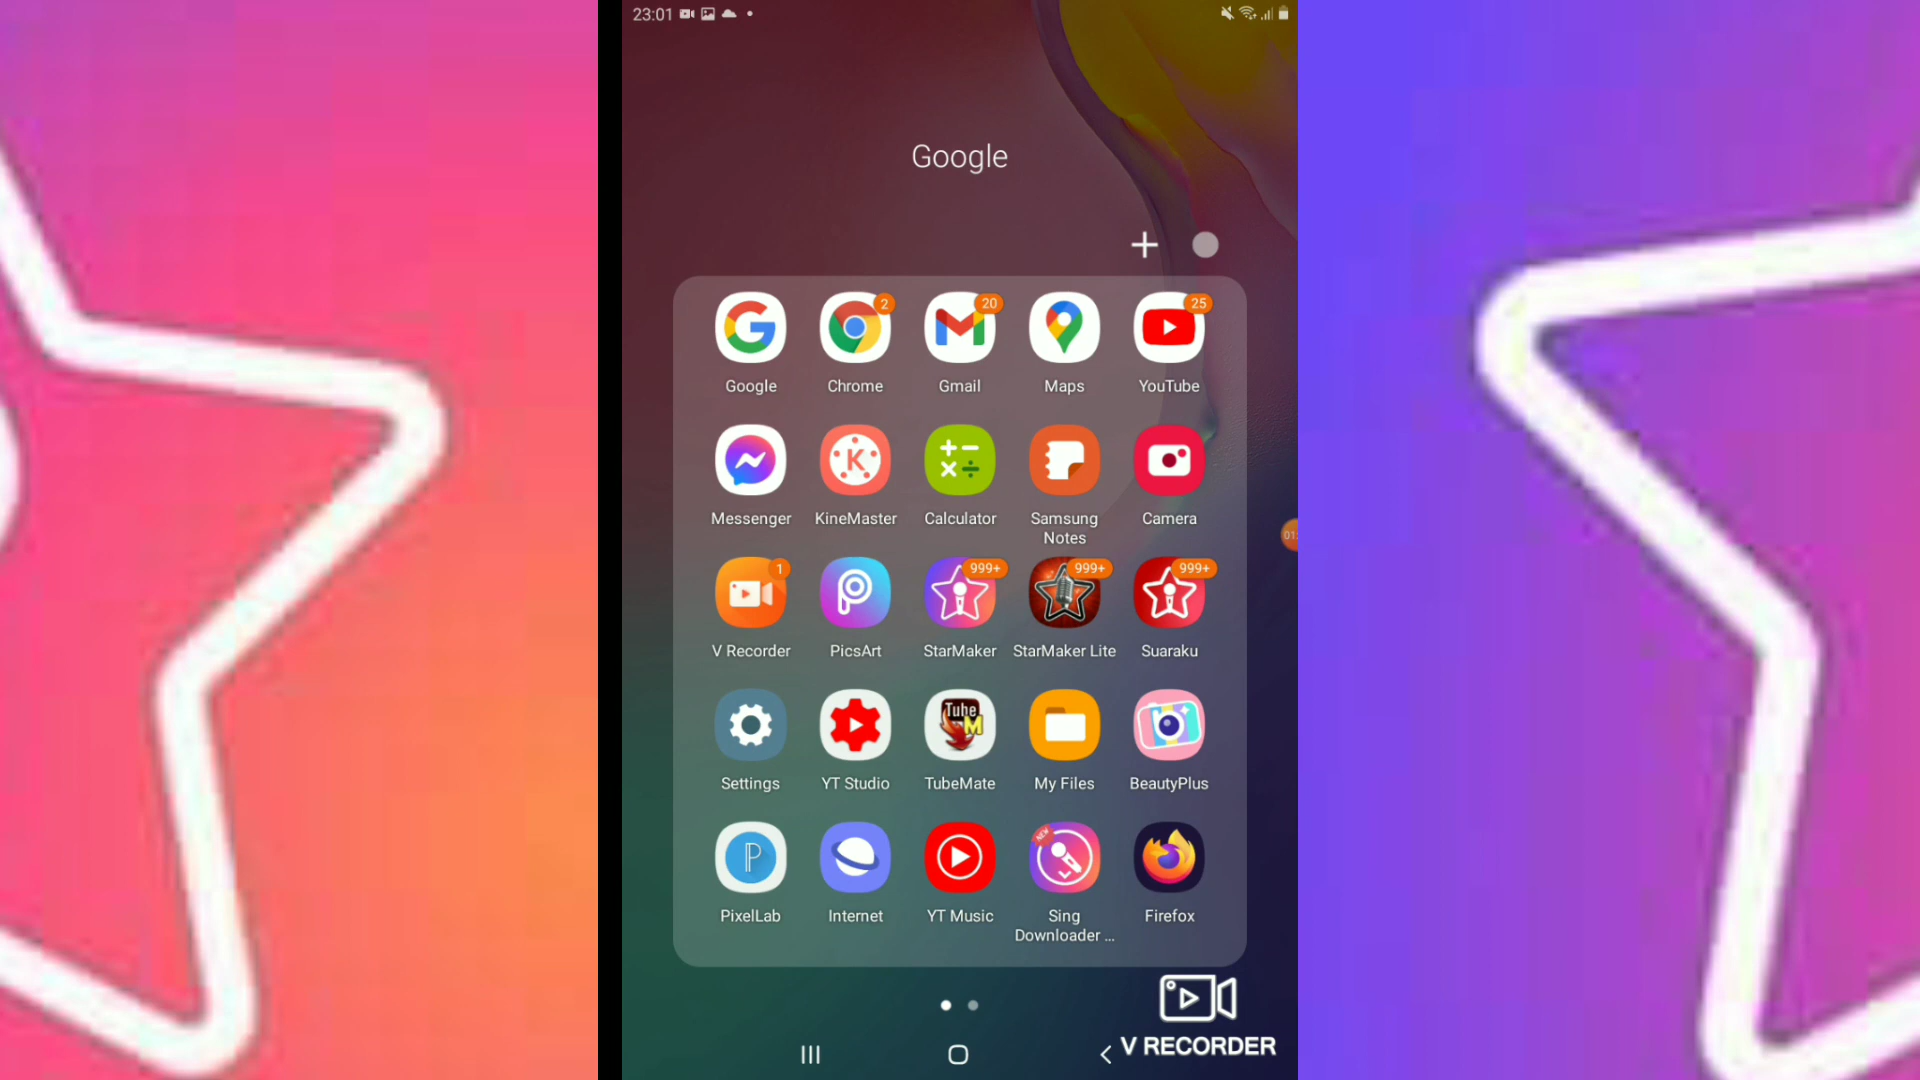 23:01
Google
2
20
25
Google
Chrome
Gmail
Maps
YouTube
K
Messenger
KineMaster
Calculator
Samsung
Notes
Camera
1
999+
999+
999+
V Recorder
PicsArt
StarMaker
StarMaker Lite
Suaraku
Tube
M
Settings
YT Studio
TubeMate
My Files
BeautyPlus
P
NEW
PixelLab
Internet
YT Music
Sing
Downloader ...
Firefox
V RECORDER